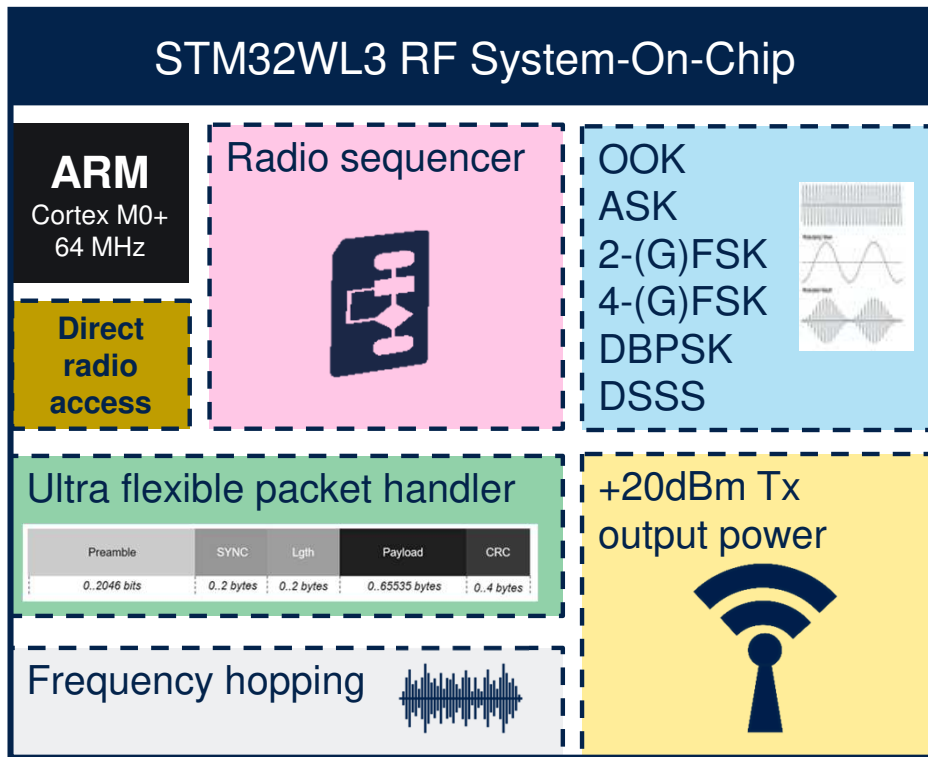 STM32WL3 RF System-On-Chip
ARM
Cortex M0+
64 MHz
Direct
radio
access
Radio sequencer
OOK
ASK
2-(G)FSK
4-(G)FSK
DBPSK
DSSS
Ultra flexible packet handler
Preamble SYNC Lgth Payload CRC
0..2046 bits 0..2 bytes 0..2 bytes 0..65535 bytes 0..4 bytes
+20dBm Tx
output power
Frequency hopping